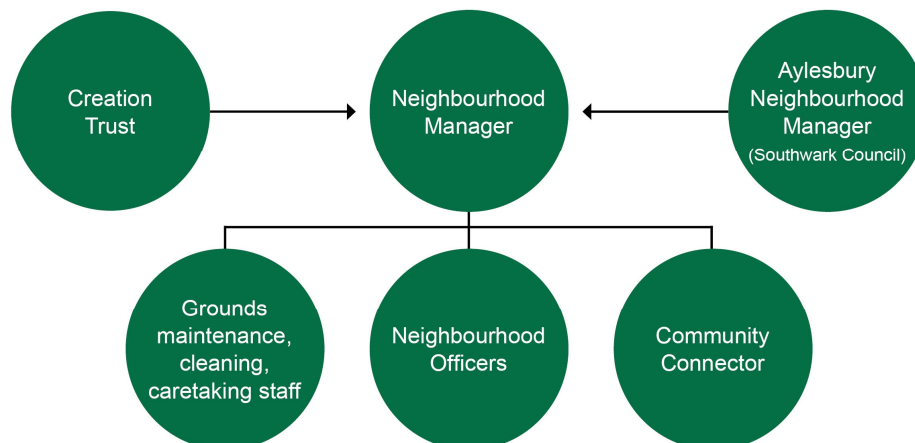 Creation
Trust
Neighbourhood
Manager
Aylesbury
Neighbourhood
Manager
(Southwark Council)
Grounds
maintenance,
cleaning,
caretaking staff
Neighbourhood
Officers
Community
Connector